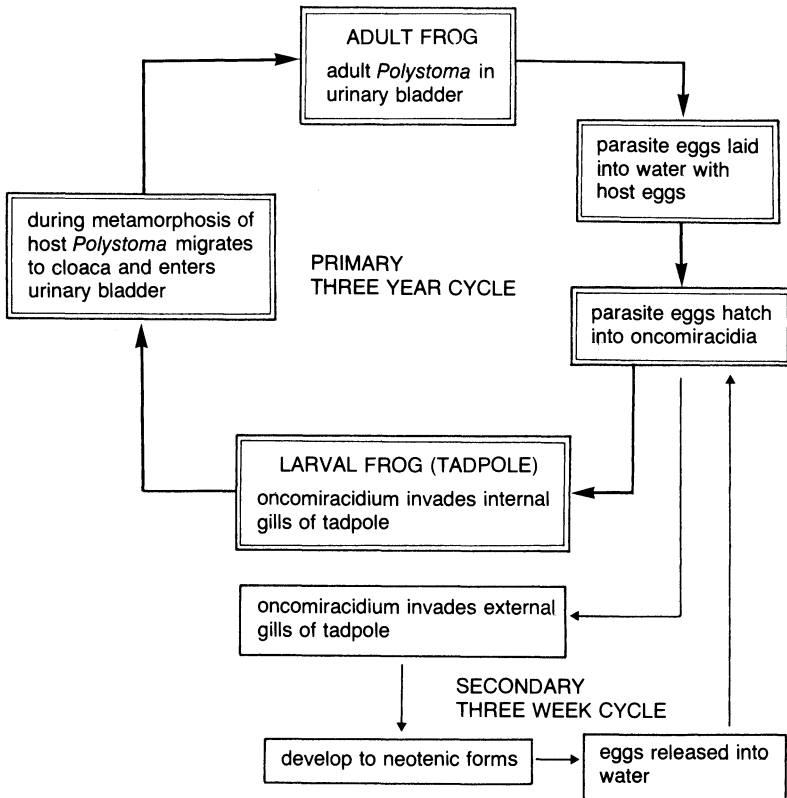 ADULT FROG
adult Polystoma in
urinary bladder
parasite eggs laid
into water with
host eggs
during metamorphosis of
host Polystoma migrates
to cloaca and enters
urinary bladder
PRIMARY
THREE YEAR CYCLE
parasite eggs hatch
into oncomiracidia
LARVAL FROG (TADPOLE)
oncomiracidium invades internal
gills of tadpole
oncomiracidium invades external
gills of tadpole
SECONDARY
THREE WEEK CYCLE
develop to neotenic forms
eggs released into
water